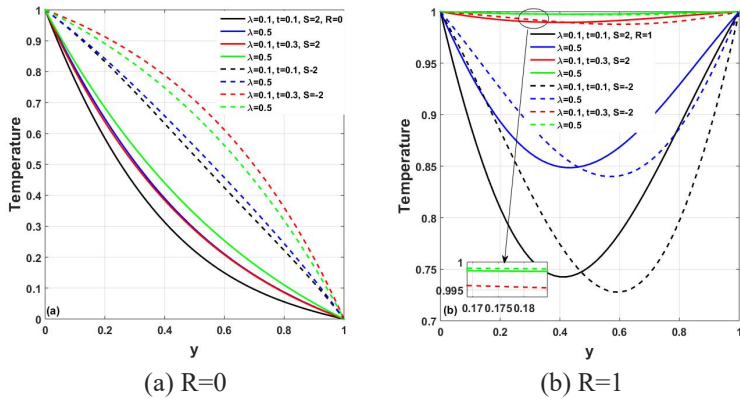 1
0.9
0.8
0.7
0.6
0.5
0.4
0.3
0.2
0.1
0
Temperature
λ=0.1, t=0.1, S=2, R=0
λ=0.5
λ=0.1, t=0.3, S=2
λ=0.5
λ=0.1, t=0.1, S-2
λ=0.5
λ=0.1, t=0.3, S=-2
λ=0.5
(a)
0 0.2 0.4 0.6 0.8 1
y
(a) R=0
1
0.95
0.9
0.85
0.8
0.75
0.7
Temperature
λ=0.1, t=0.1, S=2, R=1
λ=0.5
λ=0.1, t=0.3, S=2
λ=0.5
λ=0.1, t=0.1, S=-2
λ=0.5
λ=0.1, t=0.3, S=-2
λ=0.5
1
0.995
0.17 0.175 0.18
(b)
0 0.2 0.4 0.6 0.8 1
y
(b) R=1